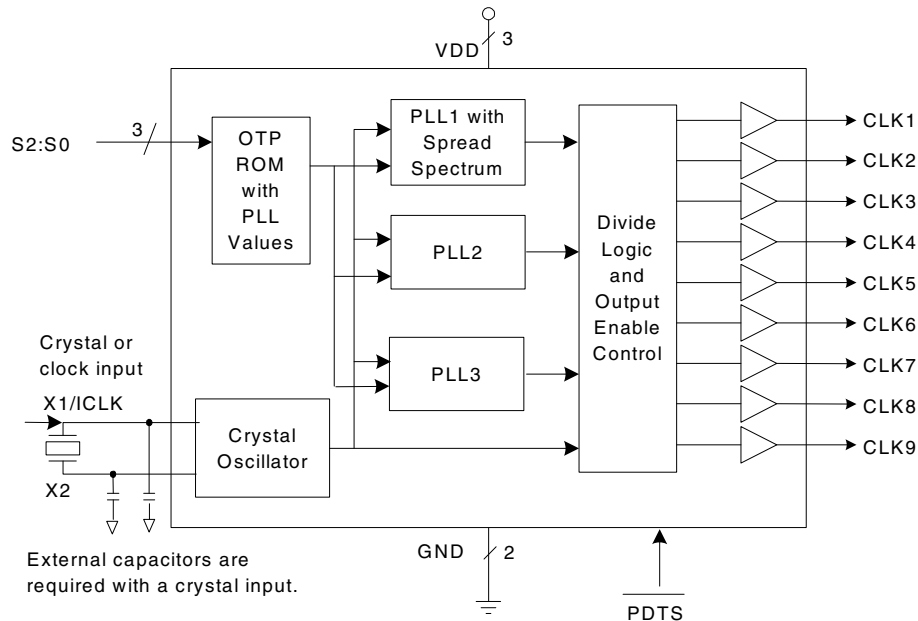 VDD
3
S2:S0
3
OTP
ROM
with
PLL
Values
PLL1 with
Spread
Spectrum
PLL2
PLL3
Divide
Logic
and
Output
Enable
Control
CLK1
CLK2
CLK3
CLK4
CLK5
CLK6
CLK7
CLK8
CLK9
Crystal or
clock input
X1/ICLK
X2
Crystal
Oscillator
External capacitors are
required with a crystal input.
GND
2
PDTS